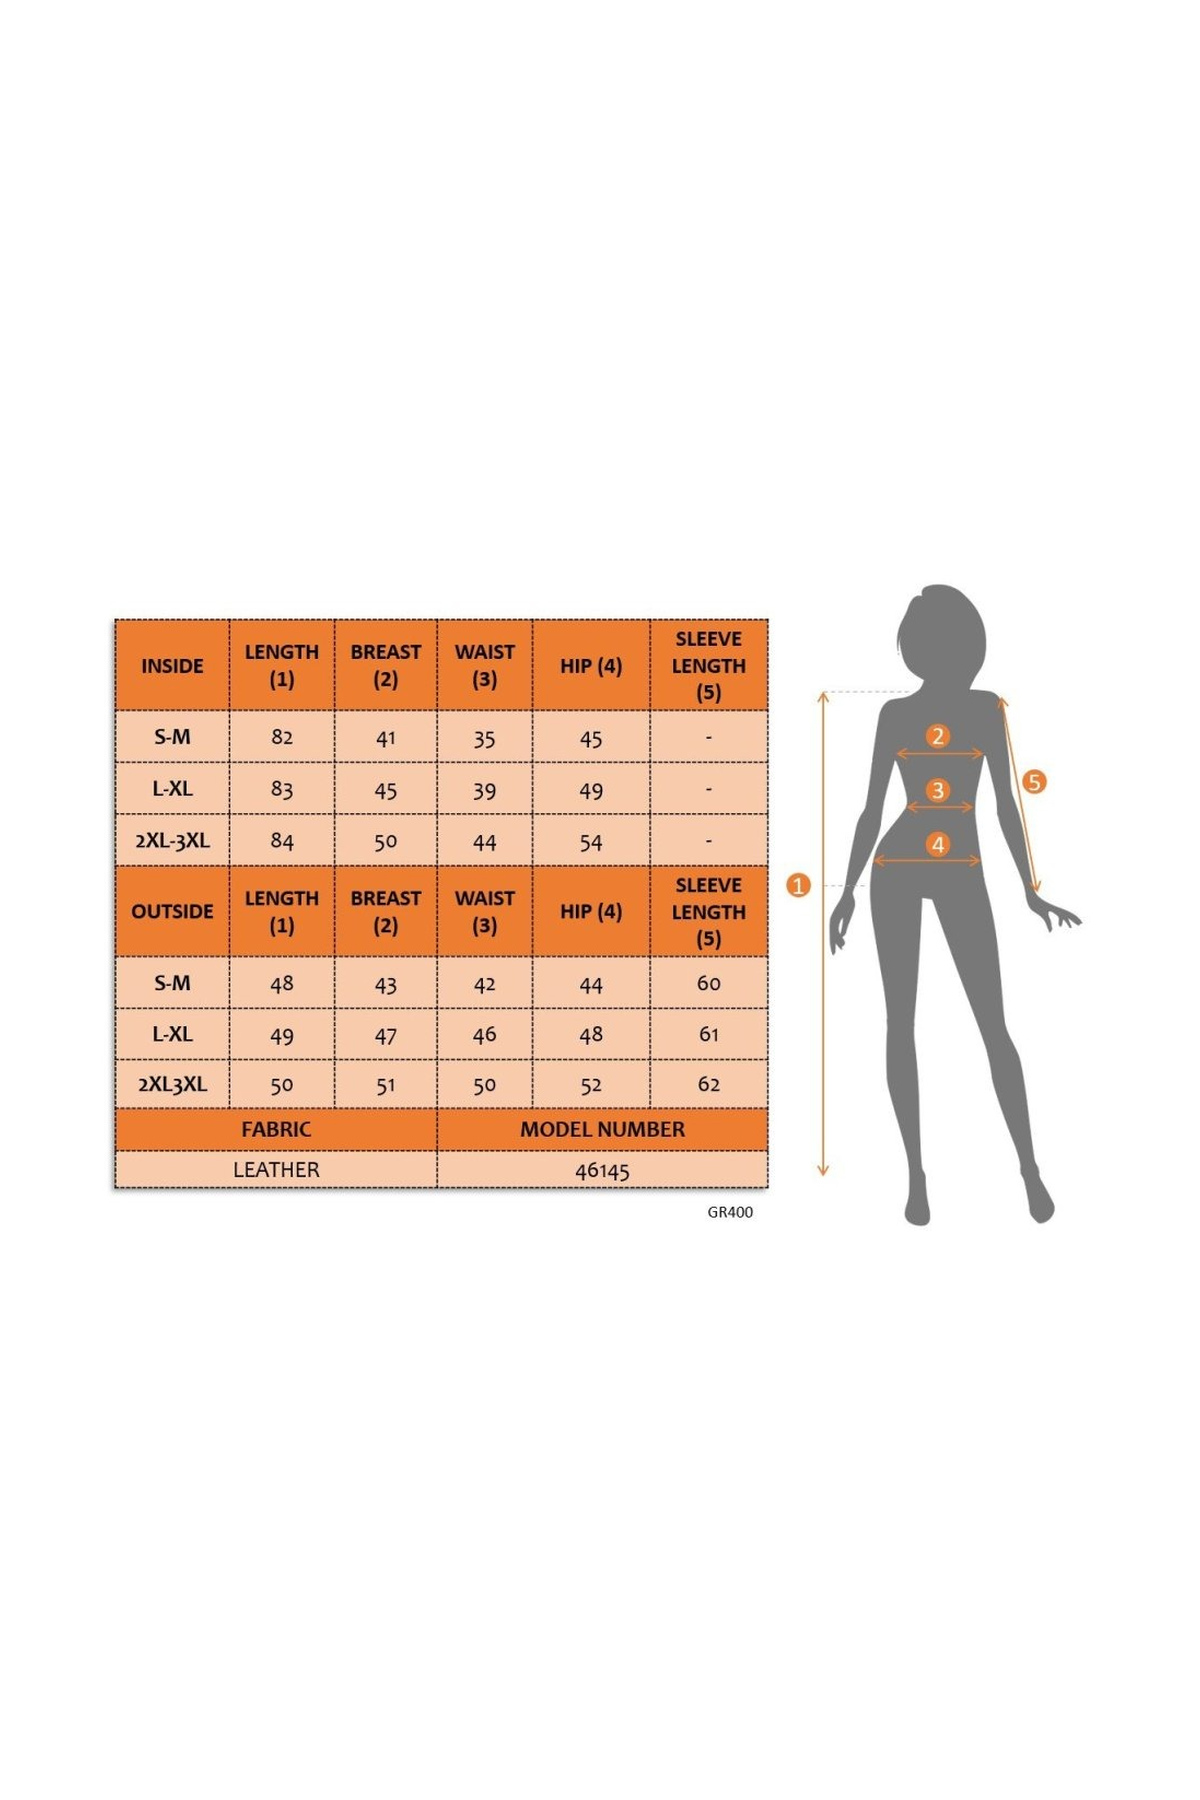 INSIDE LENGTH (1) BREAST (2) WAIST (3) HIP (4) SLEEVE LENGTH (5)
S-M 82 41 35 45 -
L-XL 83 45 39 49 -
2XL-3XL 84 50 44 54 -
OUTSIDE LENGTH (1) BREAST (2) WAIST (3) HIP (4) SLEEVE LENGTH (5)
S-M 48 43 42 44 60
L-XL 49 47 46 48 61
2XL3XL 50 51 50 52 62
FABRIC MODEL NUMBER
LEATHER 46145
GR400
2
5
3
4
1